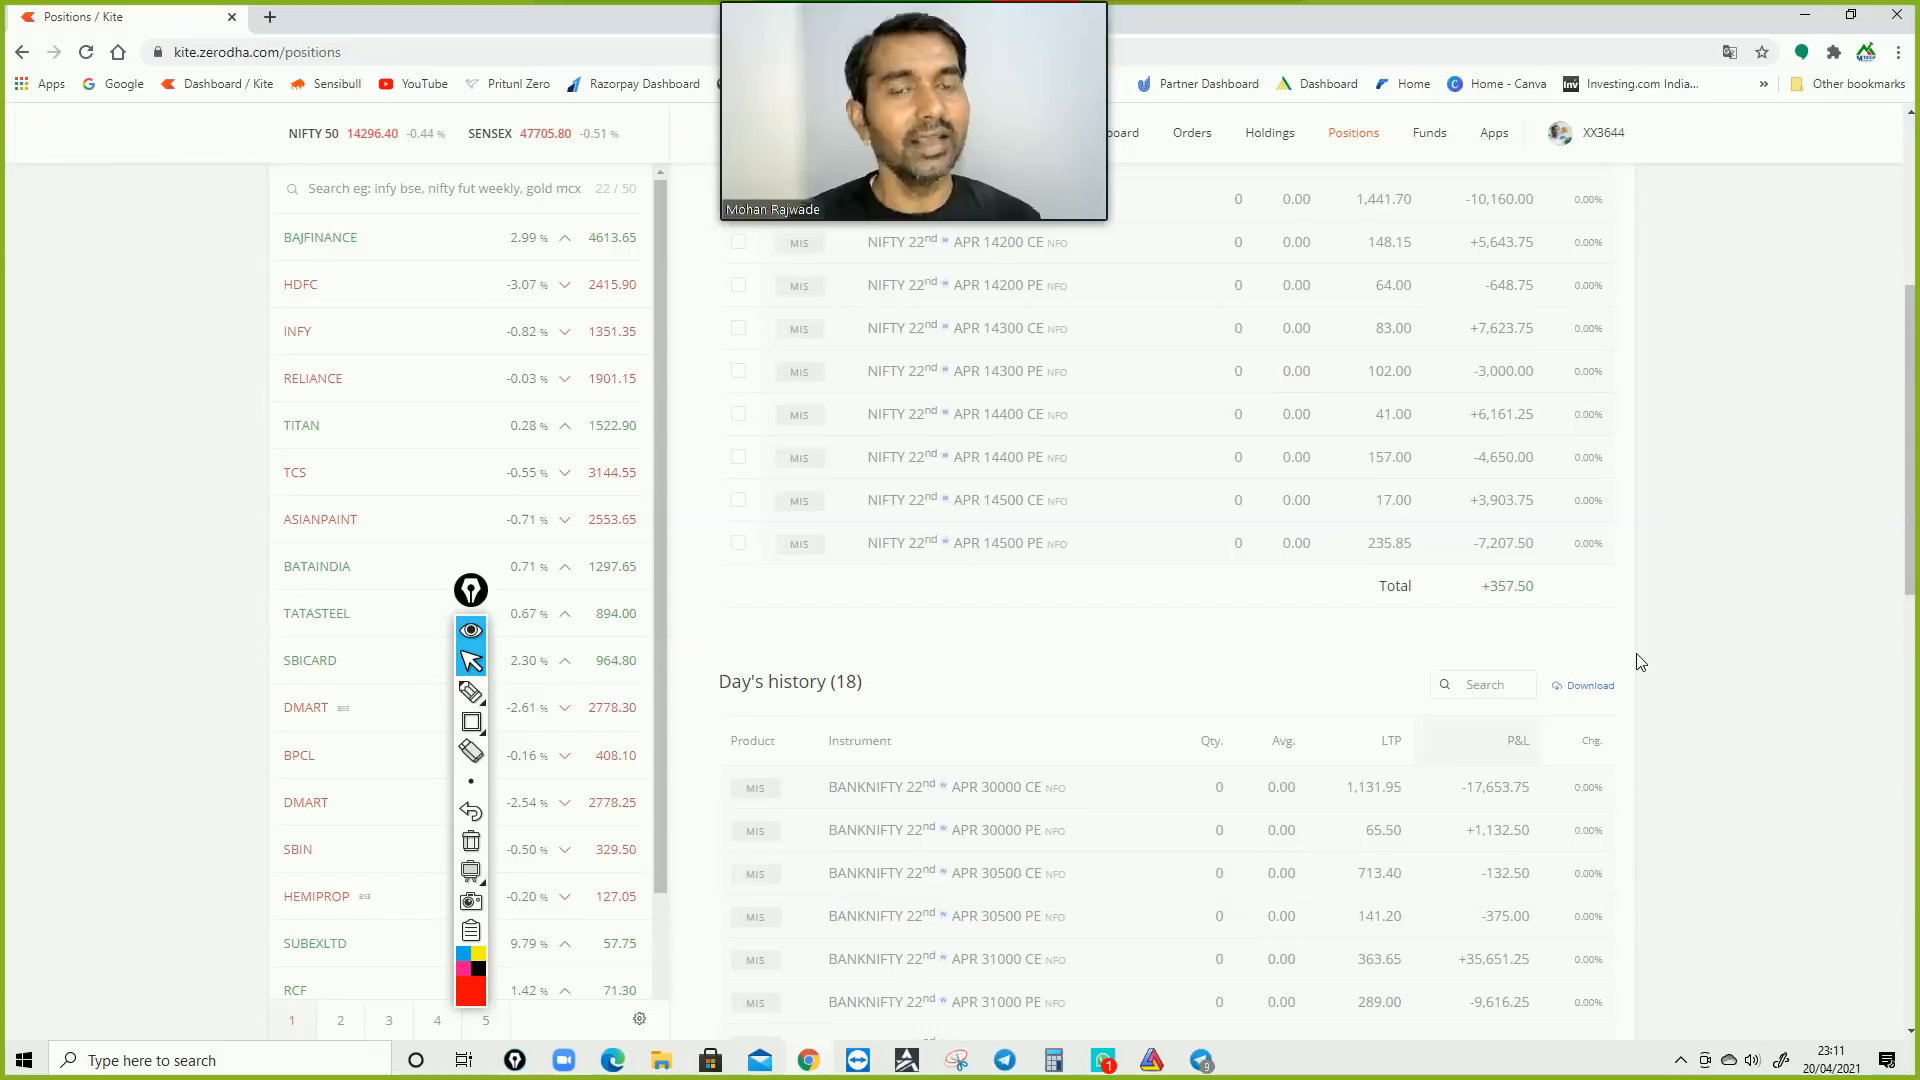 Positions / Kite
kite.zerodha.com/positions
Apps Google Dashboard / Kite Sensibull YouTube Pritunl Zero Razorpay Dashboard Partner Dashboard Dashboard Home Home - Canva Investing.com India... » Other bookmarks
NIFTY 50 14296.40 -0.44 % SENSEX 47705.80 -0.51 %
Orders Holdings Positions Funds Apps XX3644
Search eg: infy bse, nifty fut weekly, gold mcx 22 / 50
BAJFINANCE 2.99 % 4613.65
HDFC -3.07 % 2415.90
INFY -0.82 % 1351.35
RELIANCE -0.03 % 1901.15
TITAN 0.28 % 1522.90
TCS -0.55 % 3144.55
ASIANPAINT -0.71 % 2553.65
BATAINDIA 0.71 % 1297.65
TATASTEEL 0.67 % 894.00
SBICARD 2.30 % 964.80
DMART BSE -2.61 % 2778.30
BPCL -0.16 % 408.10
DMART -2.54 % 2778.25
SBIN -0.50 % 329.50
HEMIPROP BSE -0.20 % 127.05
SUBEXLTD 9.79 % 57.75
RCF 1.42 % 71.30
1 2 3 4 5
Mohan Rajwade
0 0.00 1,441.70 -10,160.00 0.00%
MIS NIFTY 22nd w APR 14200 CE NFO 0 0.00 148.15 +5,643.75 0.00%
MIS NIFTY 22nd w APR 14200 PE NFO 0 0.00 64.00 -648.75 0.00%
MIS NIFTY 22nd w APR 14300 CE NFO 0 0.00 83.00 +7,623.75 0.00%
MIS NIFTY 22nd w APR 14300 PE NFO 0 0.00 102.00 -3,000.00 0.00%
MIS NIFTY 22nd w APR 14400 CE NFO 0 0.00 41.00 +6,161.25 0.00%
MIS NIFTY 22nd w APR 14400 PE NFO 0 0.00 157.00 -4,650.00 0.00%
MIS NIFTY 22nd w APR 14500 CE NFO 0 0.00 17.00 +3,903.75 0.00%
MIS NIFTY 22nd w APR 14500 PE NFO 0 0.00 235.85 -7,207.50 0.00%
Total +357.50
Day's history (18) Search Download
Product Instrument Qty. Avg. LTP P&L Chg.
MIS BANKNIFTY 22nd w APR 30000 CE NFO 0 0.00 1,131.95 -17,653.75 0.00%
MIS BANKNIFTY 22nd w APR 30000 PE NFO 0 0.00 65.50 +1,132.50 0.00%
MIS BANKNIFTY 22nd w APR 30500 CE NFO 0 0.00 713.40 -132.50 0.00%
MIS BANKNIFTY 22nd w APR 30500 PE NFO 0 0.00 141.20 -375.00 0.00%
MIS BANKNIFTY 22nd w APR 31000 CE NFO 0 0.00 363.65 +35,651.25 0.00%
MIS BANKNIFTY 22nd w APR 31000 PE NFO 0 0.00 289.00 -9,616.25 0.00%
Type here to search
1
9
23:11
20/04/2021